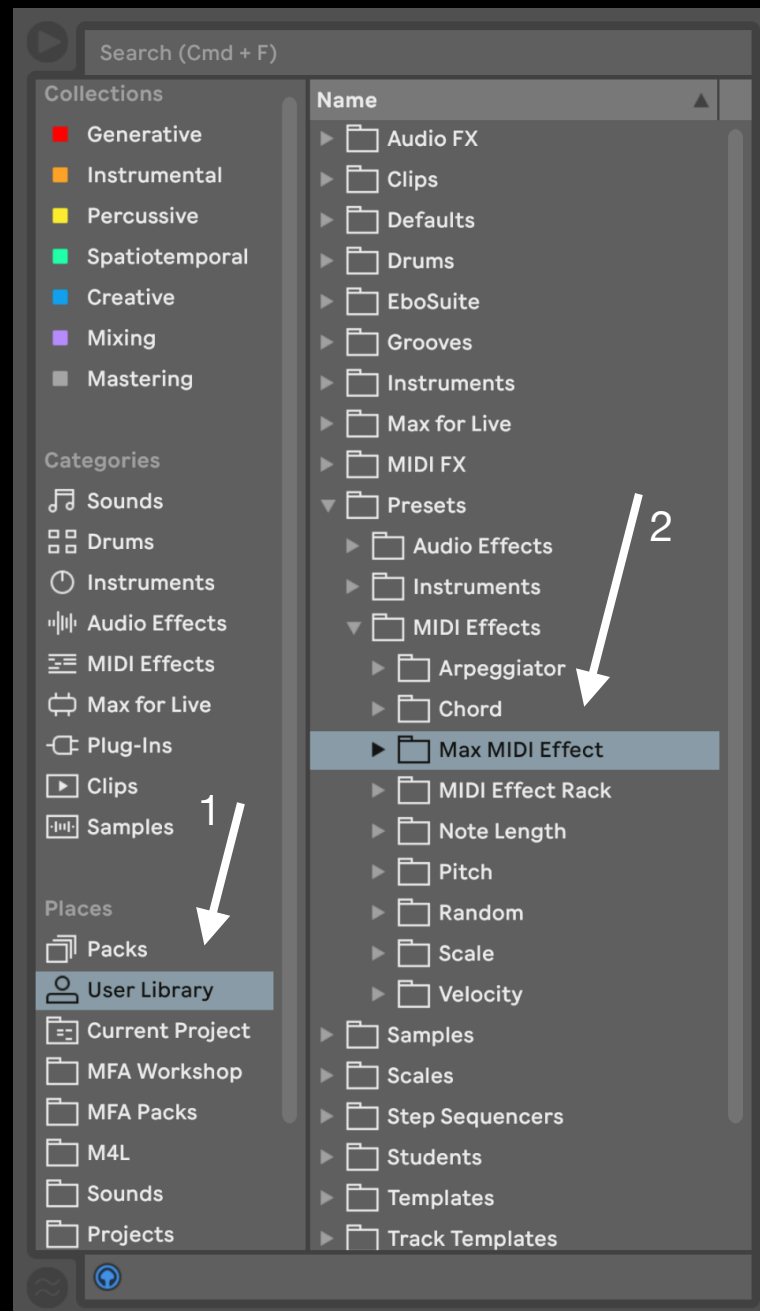 Search (Cmd + F)
Collections
Generative
Instrumental
Percussive
Spatiotemporal
Creative
Mixing
Mastering
Categories
Sounds
Drums
Instruments
Audio Effects
MIDI Effects
Max for Live
Plug-Ins
Clips
Samples
1
Places
Packs
User Library
Current Project
MFA Workshop
MFA Packs
M4L
Sounds
Projects
Name
Audio FX
Clips
Defaults
Drums
EboSuite
Grooves
Instruments
Max for Live
MIDI FX
Presets
2
Audio Effects
Instruments
MIDI Effects
Arpeggiator
Chord
Max MIDI Effect
MIDI Effect Rack
Note Length
Pitch
Random
Scale
Velocity
Samples
Scales
Step Sequencers
Students
Templates
Track Templates